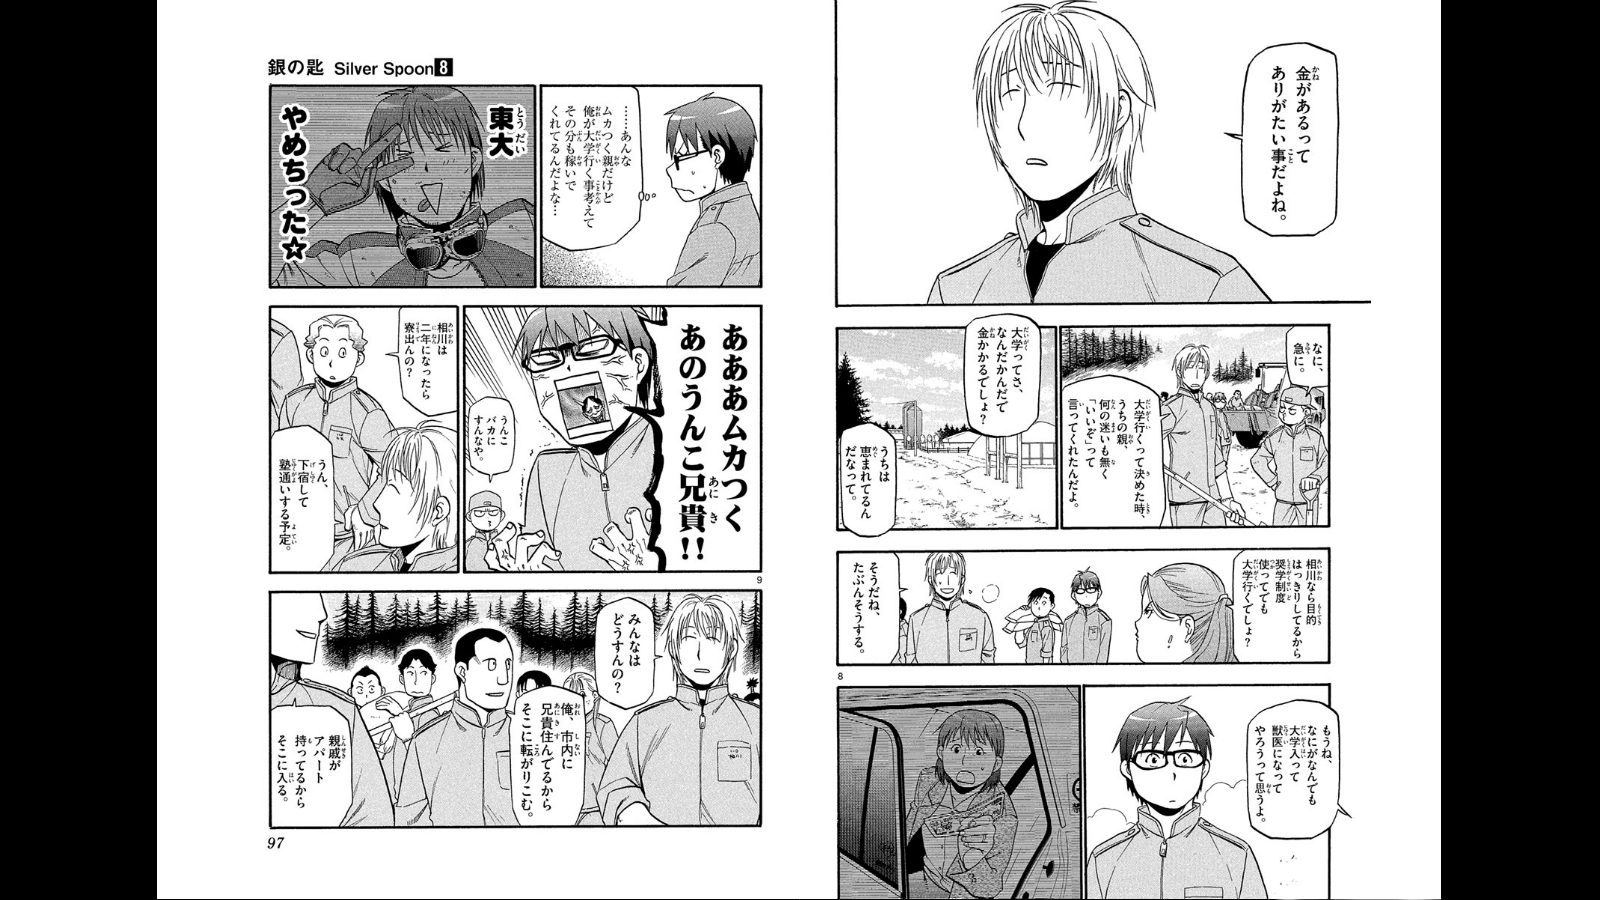 金があるって
ありがたい事だよね。
なに、
急に。
大学行くって決めた時、
うちの親、
何の迷いも無く
「いいぞ」って
言ってくれたんだよ。
大学ってさ、
なんだかんだで
金かかるでしょ？
うちは
恵まれてるん
だなって。
相川なら目的
はっきりしてるから
奨学制度
使ってでも
大学行くでしょ？
そうだね、
たぶんそうする。
8
もうね、
なにがなんでも
大学入って
獣医になって
やろうって思うよ。
銀の匙 Silver Spoon 8
……あんな
ムカつく親だけど
俺が大学行く事考えて
その分も稼いで
くれてるんだよな…
東大
やめちった☆
あああムカつく
あのうんこ兄貴!!
うんこ
バカに
すんなや。
相川は
二年になったら
寮出んの？
うん、
下宿して
塾通いする予定。
9
みんなは
どうすんの？
俺、市内に
兄貴住んでるから
そこに転がりこむ。
親戚が
アパート
持ってるから
そこに入る。
97